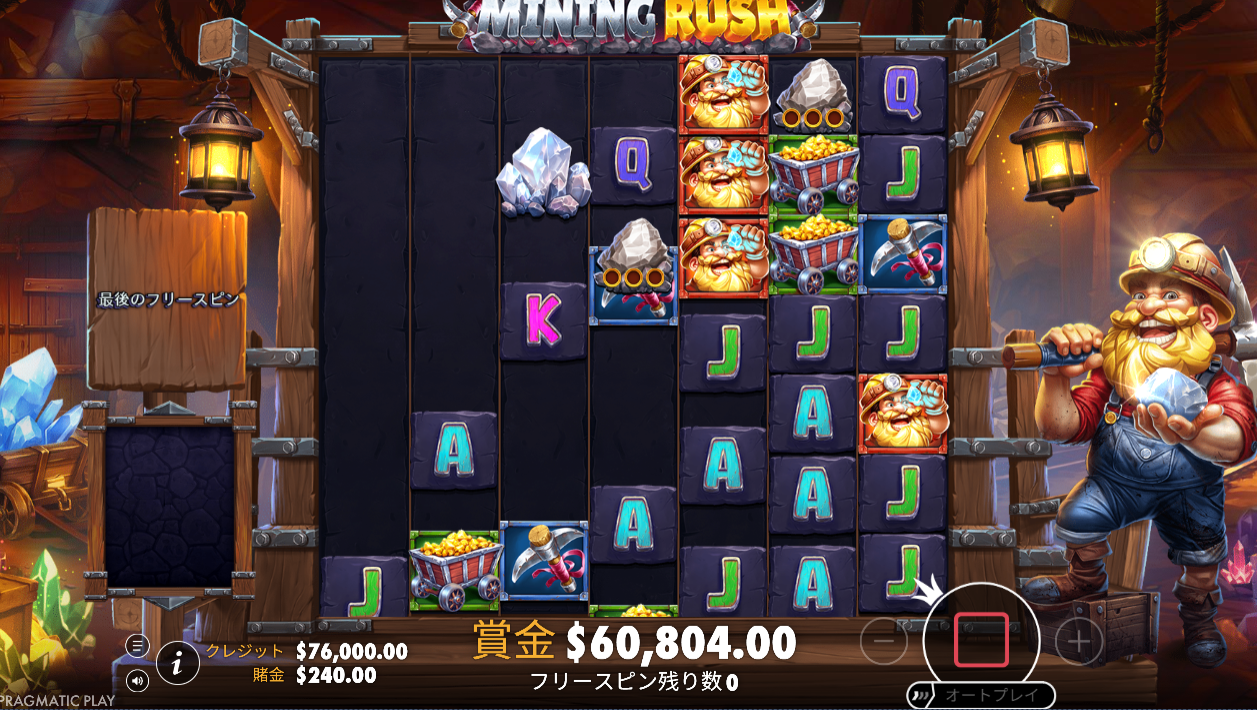 MINING RUSH
Q
Q
J
最後のフリースピン
K
J
J
J
A
A
A
A
J
A
J
J
A
J
クレジット $76,000.00
賭金 $240.00
賞金 $60,804.00
フリースピン残り数 0
オートプレイ
PRAGMATIC PLAY